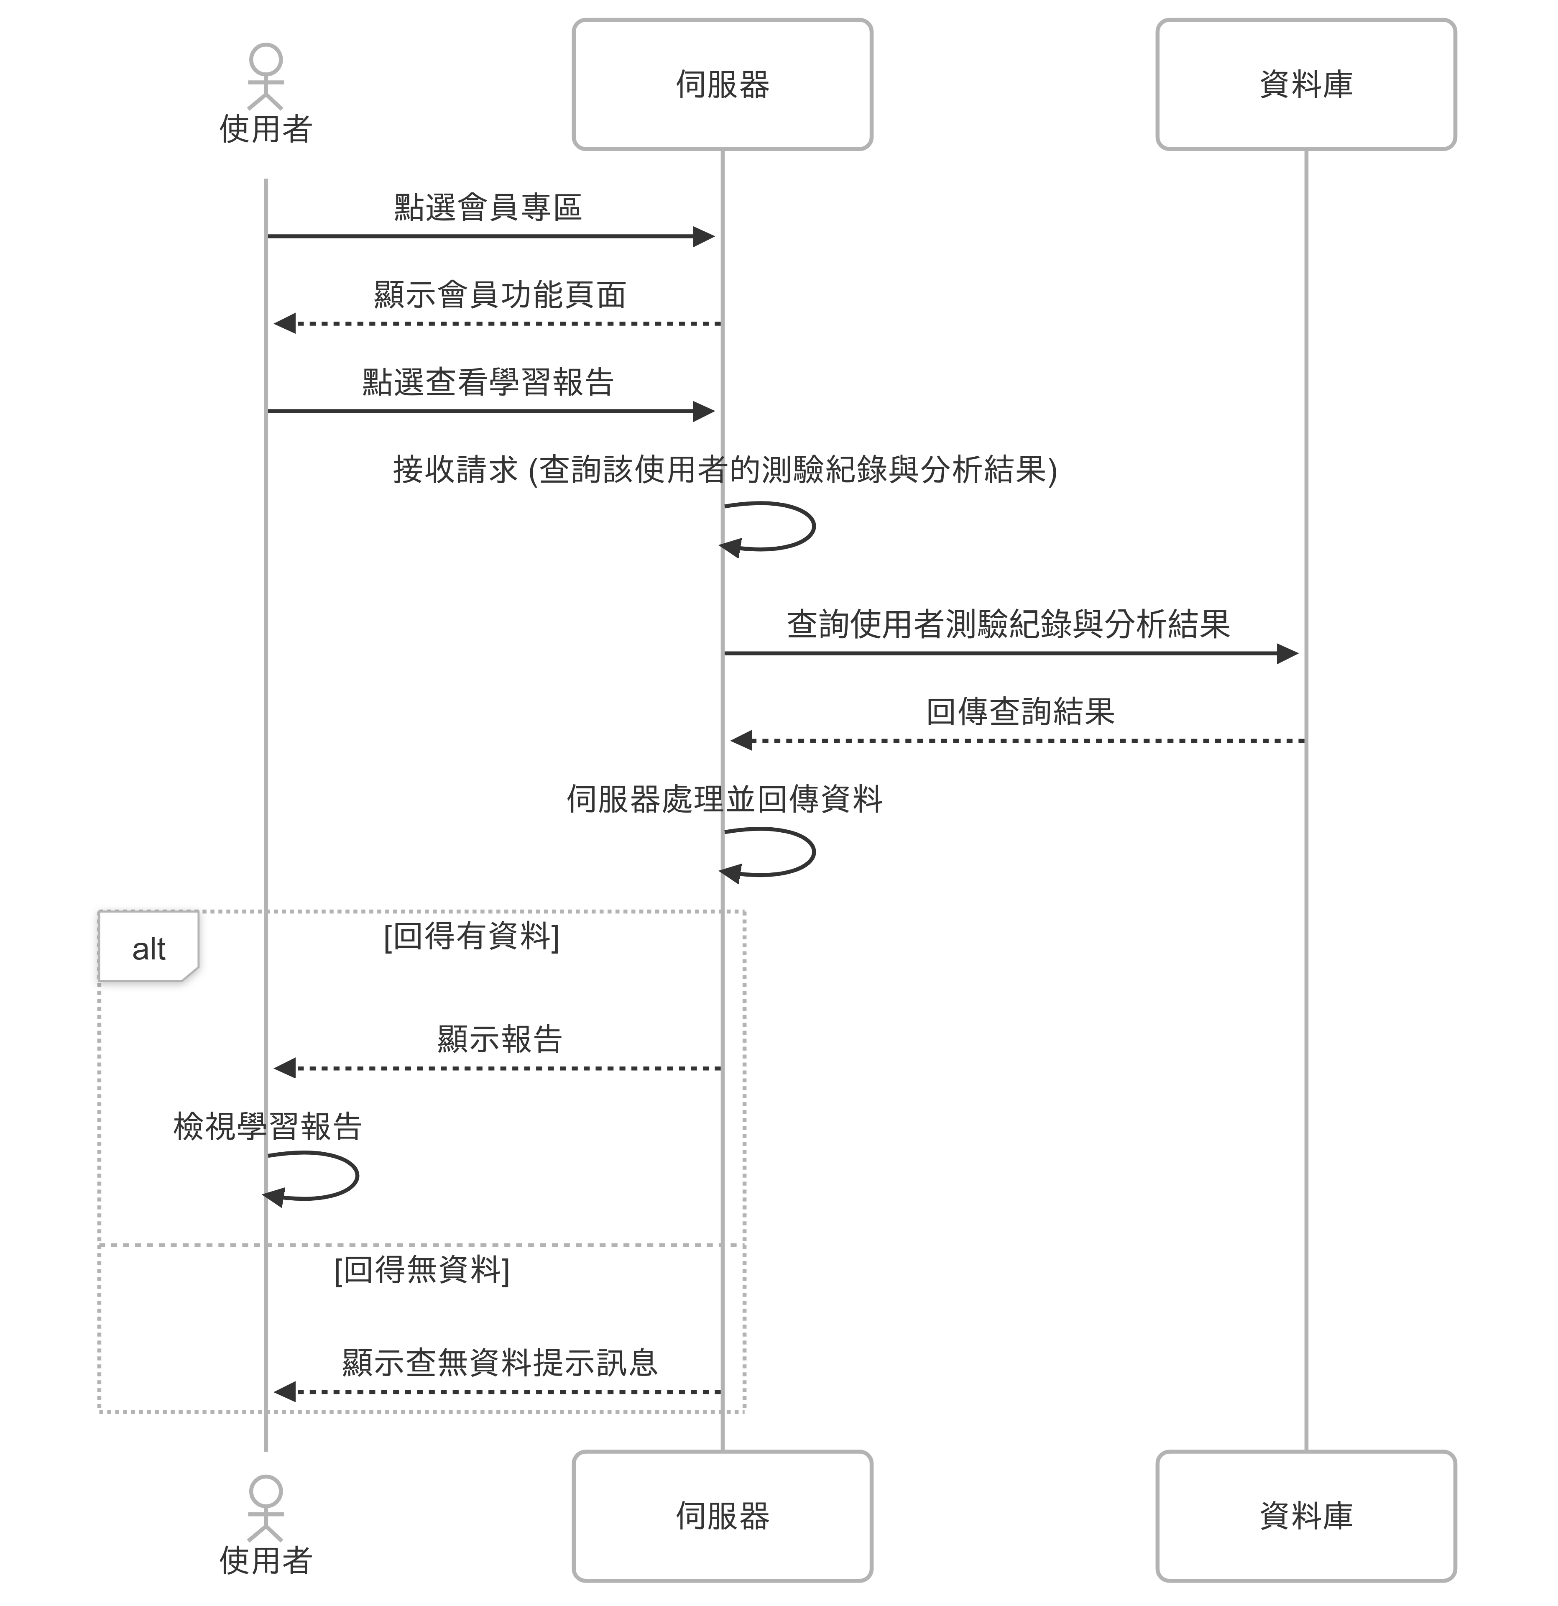 使用者
伺服器
資料庫
點選會員專區
顯示會員功能頁面
點選查看學習報告
接收請求 (查詢該使用者的測驗紀錄與分析結果)
查詢使用者測驗紀錄與分析結果
回傳查詢結果
伺服器處理並回傳資料
alt
[回得有資料]
顯示報告
檢視學習報告
[回得無資料]
顯示查無資料提示訊息
使用者
伺服器
資料庫